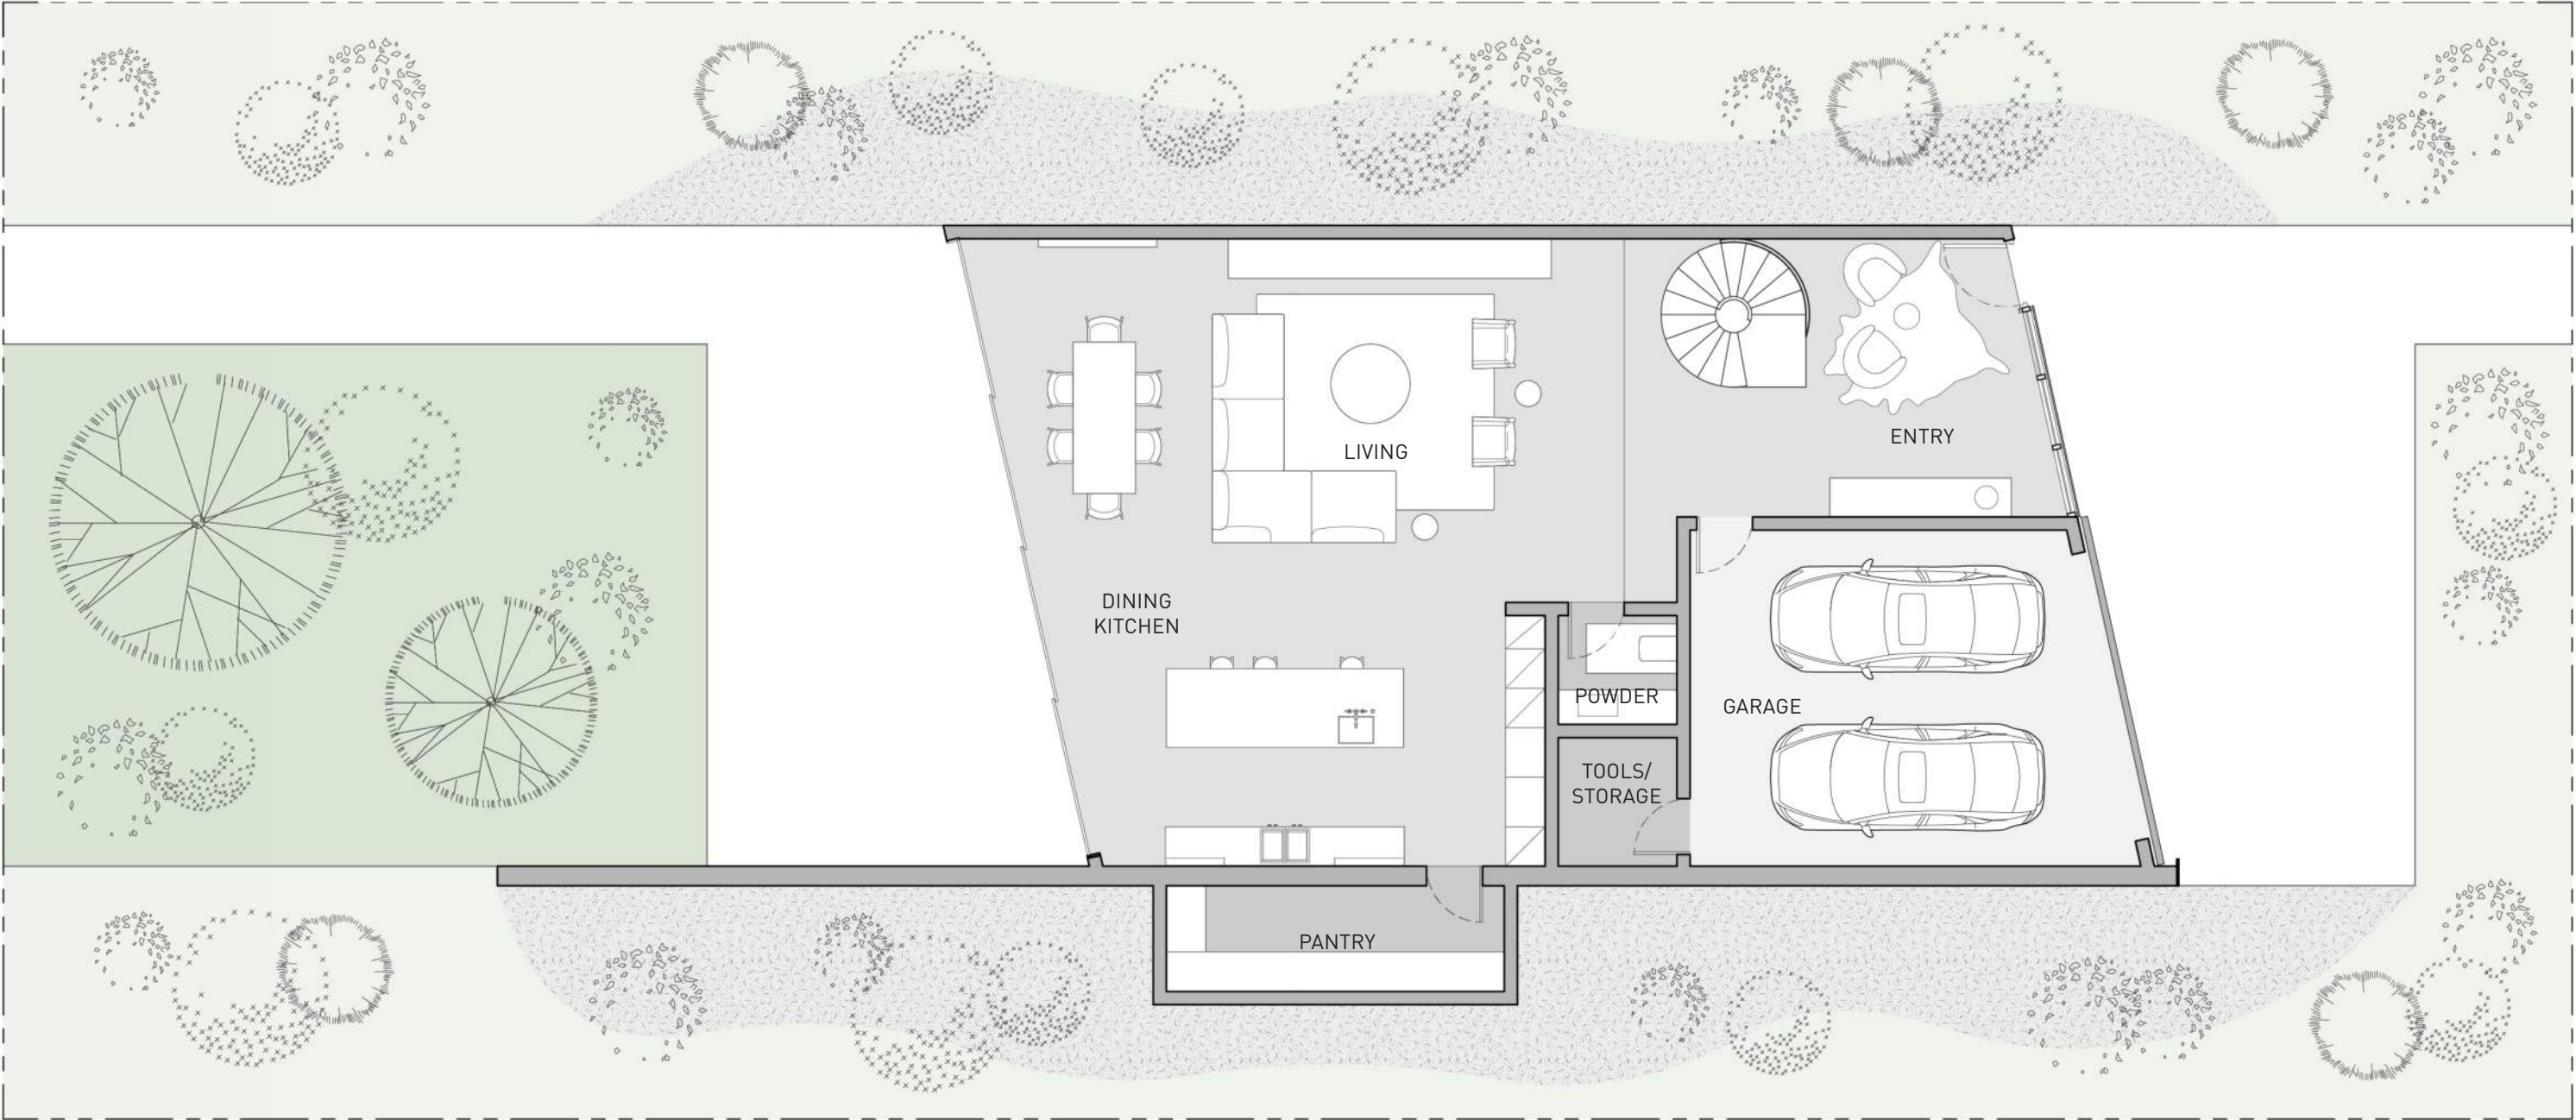 LIVING
ENTRY
DINING
KITCHEN
POWDER
GARAGE
TOOLS/
STORAGE
PANTRY